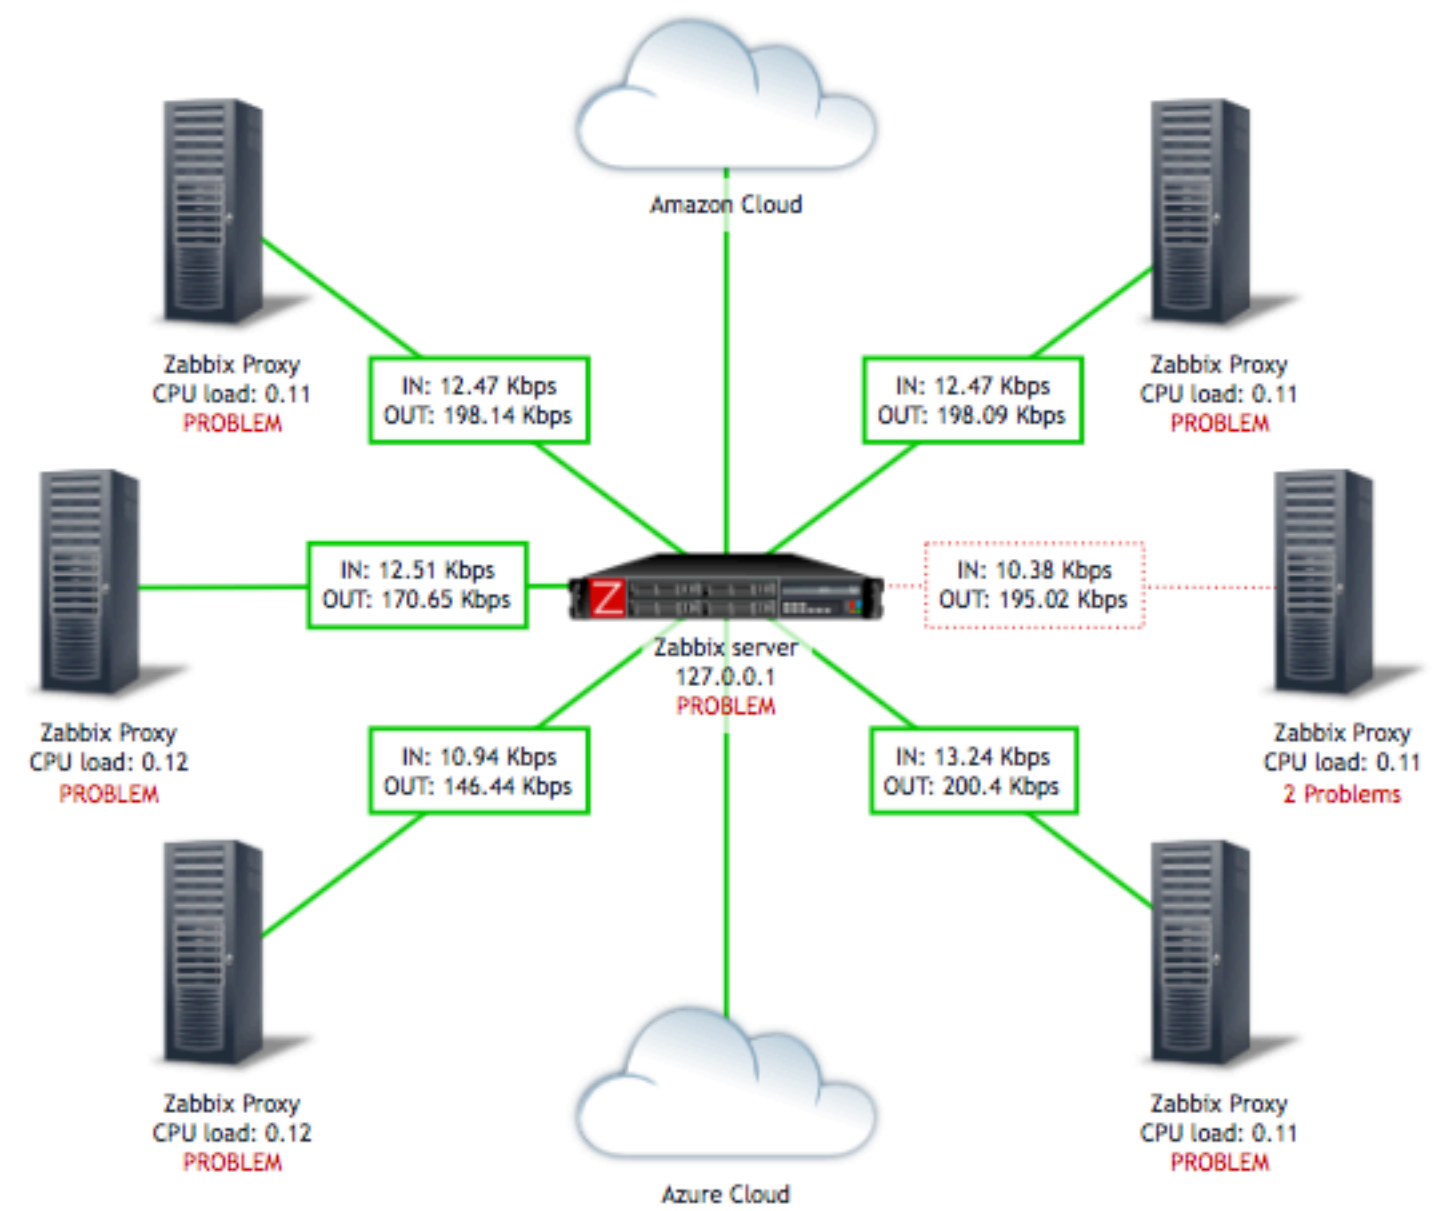 Amazon Cloud
Zabbix Proxy
CPU load: 0.11
PROBLEM
IN: 12.47 Kbps
OUT: 198.14 Kbps
IN: 12.47 Kbps
OUT: 198.09 Kbps
Zabbix Proxy
CPU load: 0.11
PROBLEM
IN: 12.51 Kbps
OUT: 170.65 Kbps
Z
IN: 10.38 Kbps
OUT: 195.02 Kbps
Zabbix server
127.0.0.1
PROBLEM
Zabbix Proxy
CPU load: 0.12
PROBLEM
IN: 10.94 Kbps
OUT: 146.44 Kbps
IN: 13.24 Kbps
OUT: 200.4 Kbps
Zabbix Proxy
CPU load: 0.11
2 Problems
Zabbix Proxy
CPU load: 0.12
PROBLEM
Zabbix Proxy
CPU load: 0.11
PROBLEM
Azure Cloud